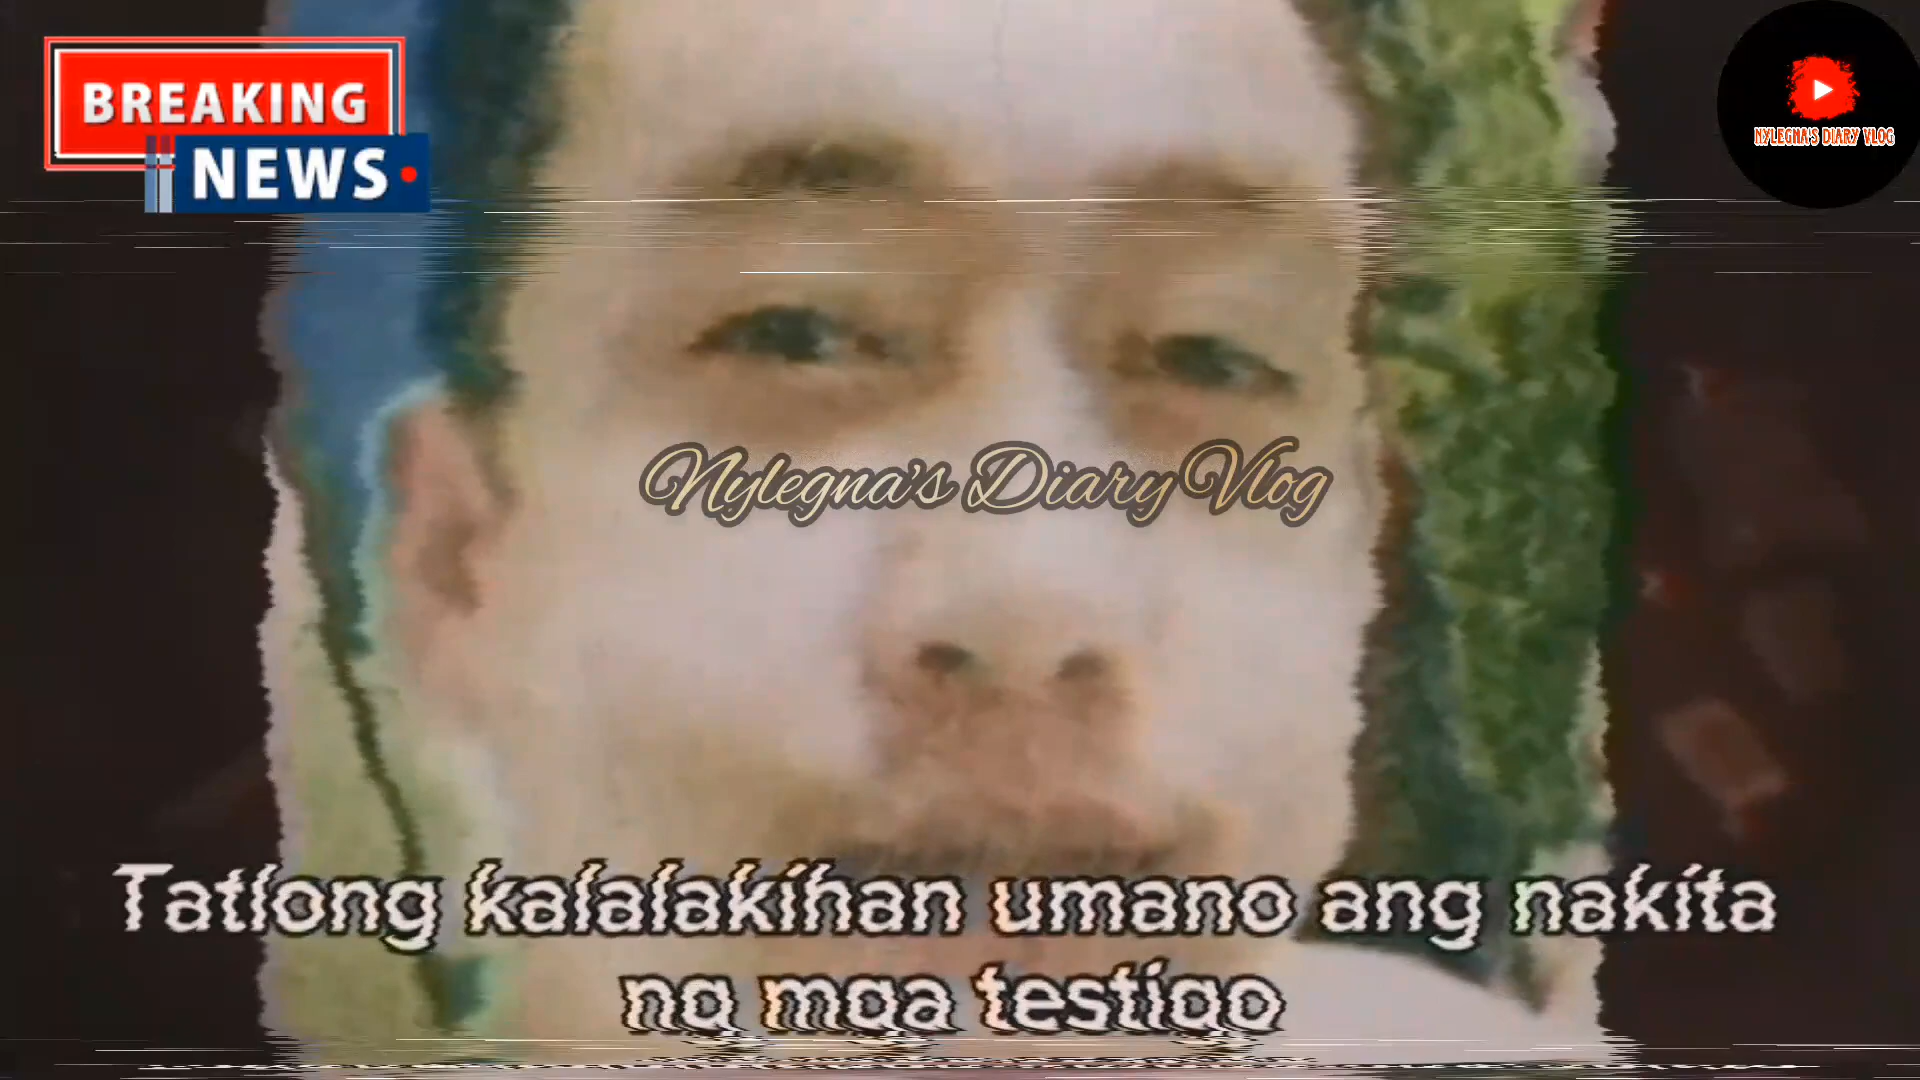 BREAKING
NEWS
NYLEGNA'S DIARY VLOG
Nylegna's Diary Vlog
Tatlong kalalakihan umano ang nakita
ng mga testigo